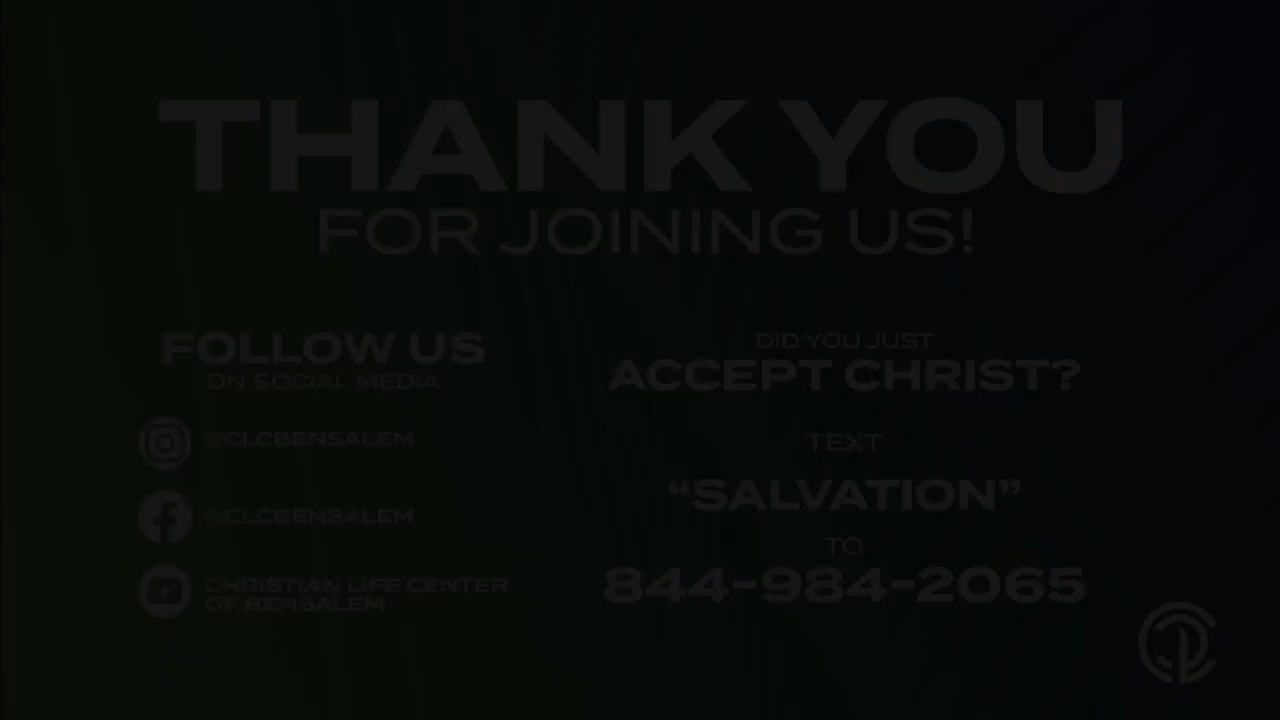 THANK YOU
FOR JOINING US!
FOLLOW US
ON SOCIAL MEDIA
@CLCBENSALEM
@CLCBENSALEM
CHRISTIAN LIFE CENTER
OF BENSALEM
DID YOU JUST
ACCEPT CHRIST?
TEXT
“SALVATION”
TO
844-984-2065